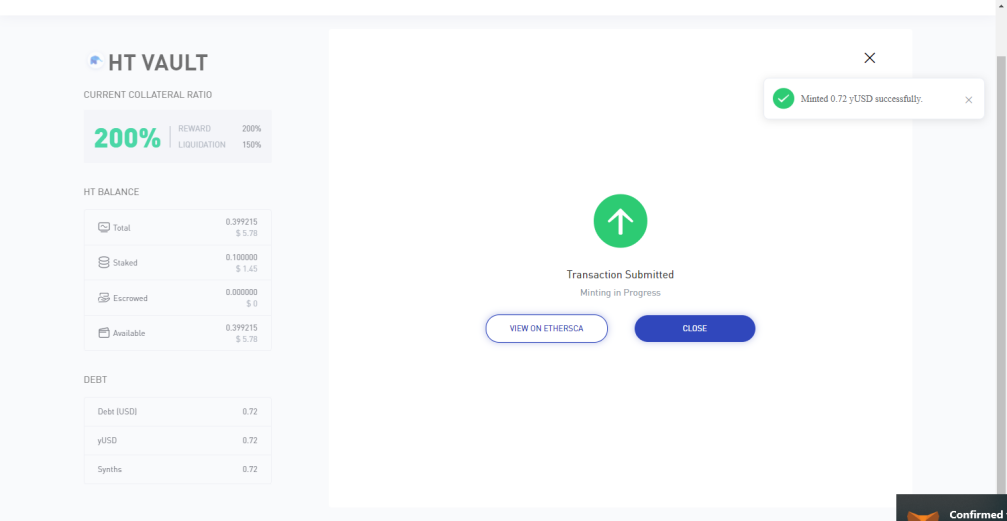 HT VAULT
CURRENT COLLATERAL RATIO
200%
REWARD 200%
LIQUIDATION 150%
HT BALANCE
Total 0.399215
$ 5.78
Staked 0.100000
$ 1.45
Escrowed 0.000000
$ 0
Available 0.399215
$ 5.78
DEBT
Debt (USD) 0.72
yUSD 0.72
Synths 0.72
Minted 0.72 yUSD successfully.
Transaction Submitted
Minting in Progress
VIEW ON ETHERSCA
CLOSE
Confirmed